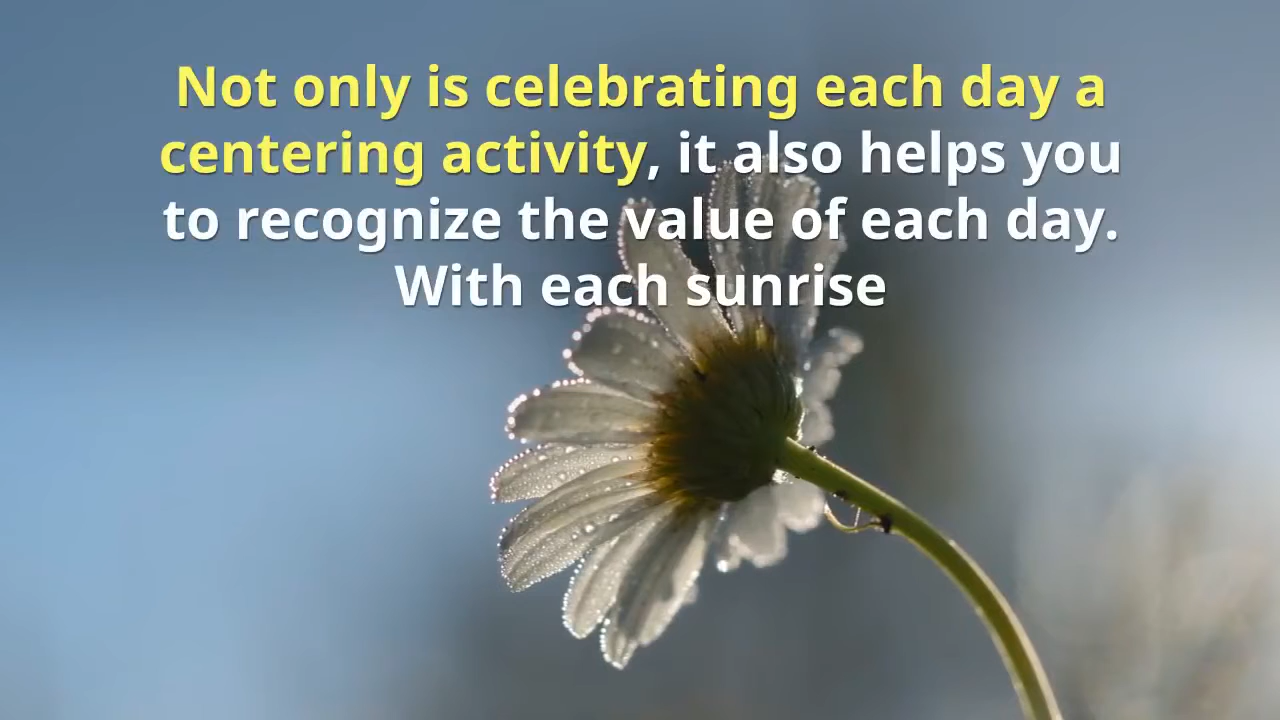 Not only is celebrating each day a
centering activity, it also helps you
to recognize the value of each day.
With each sunrise